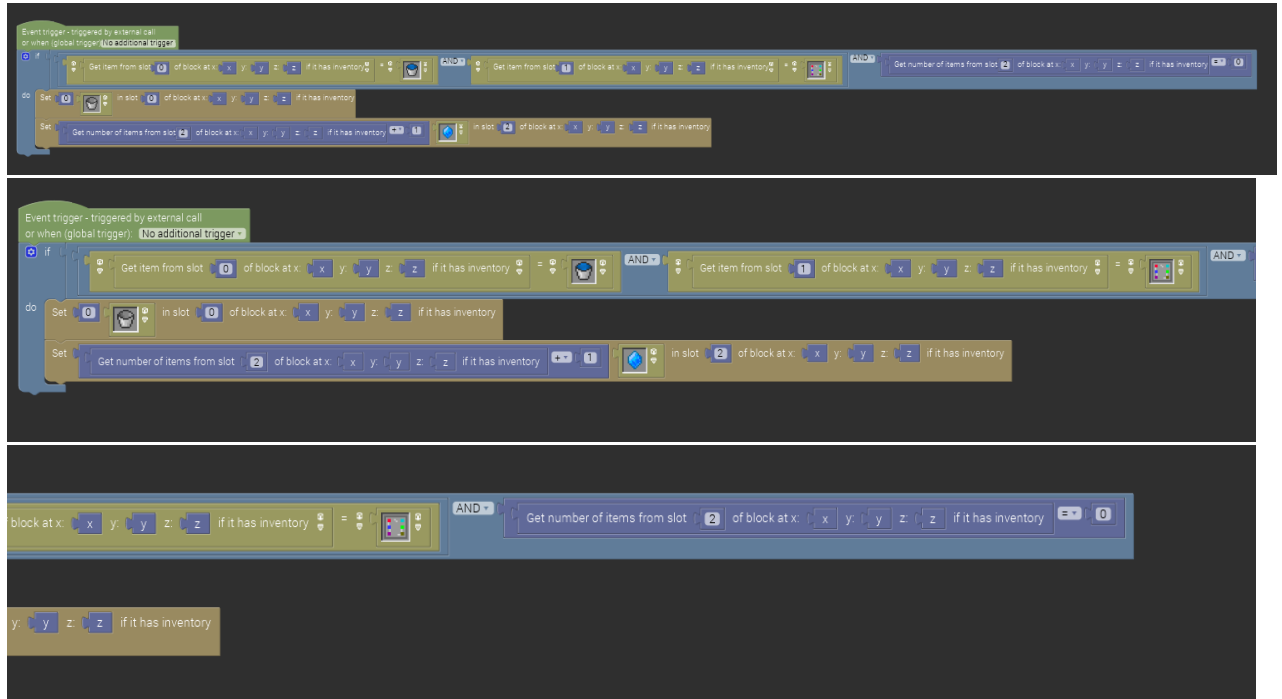 Event trigger - triggered by external call
or when (global trigger): No additional trigger
if Get item from slot 0 of block at x: x y: y z: z if it has inventory = AND Get item from slot 1 of block at x: x y: y z: z if it has inventory = AND Get number of items from slot 2 of block at x: x y: y z: z if it has inventory = 0
do Set 0 in slot 0 of block at x: x y: y z: z if it has inventory
Set Get number of items from slot 2 of block at x: x y: y z: z if it has inventory + 1 in slot 2 of block at x: x y: y z: z if it has inventory
Event trigger - triggered by external call
or when (global trigger): No additional trigger
if Get item from slot 0 of block at x: x y: y z: z if it has inventory = AND Get item from slot 1 of block at x: x y: y z: z if it has inventory = AND
do Set 0 in slot 0 of block at x: x y: y z: z if it has inventory
Set Get number of items from slot 2 of block at x: x y: y z: z if it has inventory + 1 in slot 2 of block at x: x y: y z: z if it has inventory
block at x: x y: y z: z if it has inventory = AND Get number of items from slot 2 of block at x: x y: y z: z if it has inventory = 0
y: y z: z if it has inventory